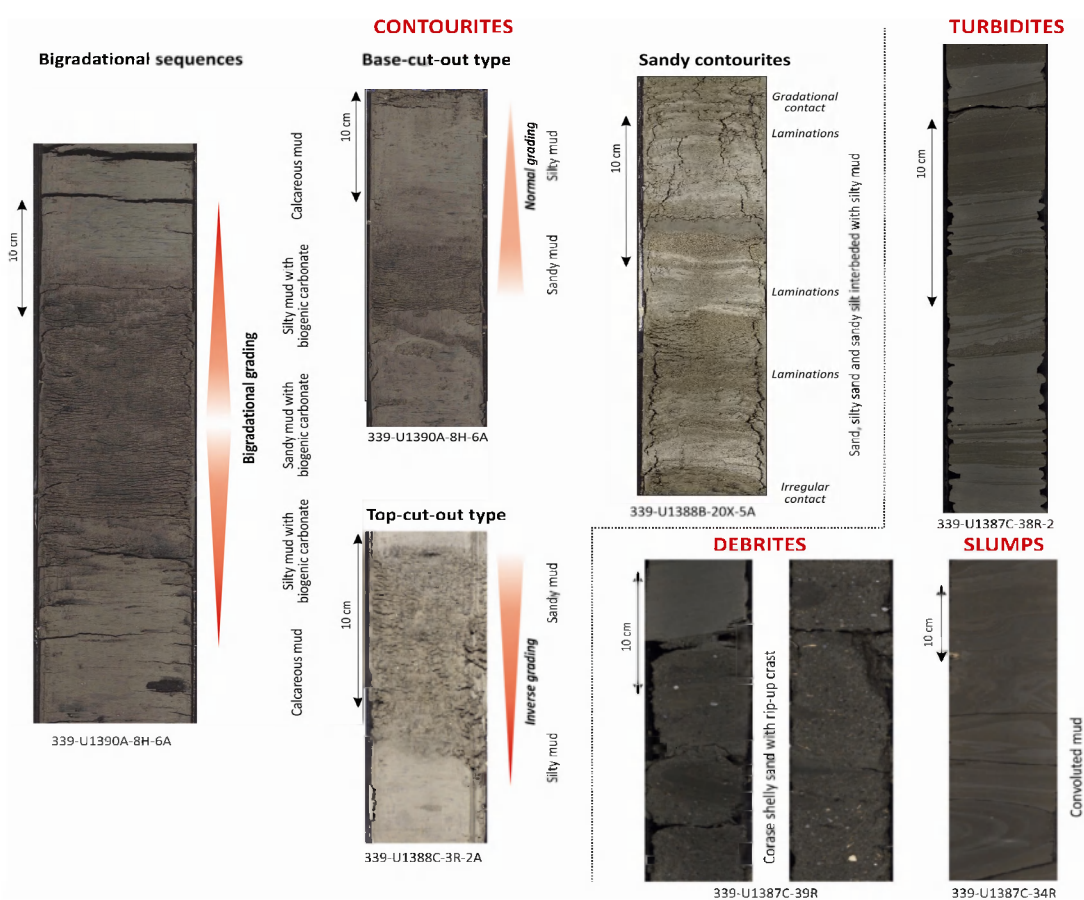 CONTOURITES
TURBIDITES
Bigradational sequences
Base-cut-out type
Sandy contourites
10 cm
Calcareous mud
Silty mud with
biogenic carbonate
Sandy mud with
biogenic carbonate
Silty mud with
biogenic carbonate
Calcareous mud
Bigradational grading
339-U1390A-8H-6A
10 cm
Normal grading
Silty mud
Sandy mud
339-U1390A-8H-6A
Top-cut-out type
10 cm
Inverse grading
Sandy mud
Silty mud
339-U1388C-3R-2A
10 cm
Gradational
contact
Laminations
Laminations
Laminations
Irregular
contact
Sand, silty sand and sandy silt interbeded with silty mud
339-U1388B-20X-5A
10 cm
339-U1387C-38R-2
DEBRITES
SLUMPS
10 cm
Corase shelly sand with rip-up crast
339-U1387C-39R
10 cm
Convoluted mud
339-U1387C-34R